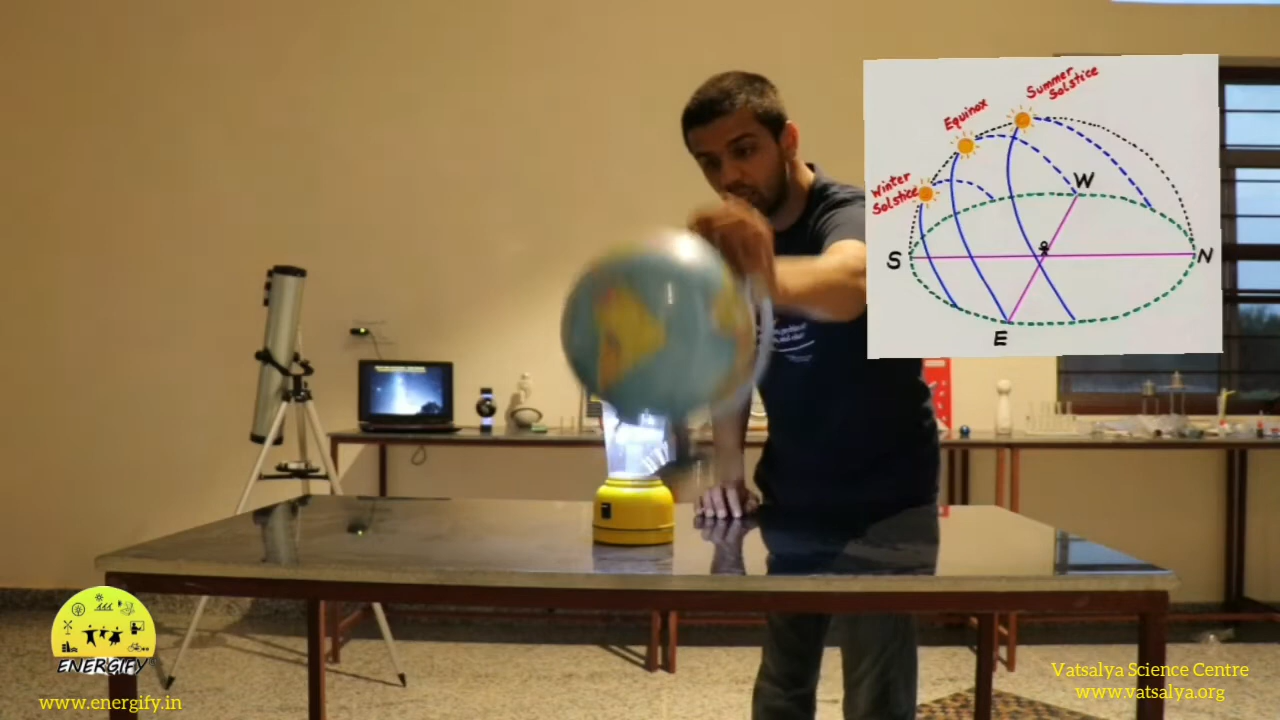 Summer
Solstice
Equinox
Winter
Solstice
W
S
N
E
ENERGIFY
www.energify.in
Vatsalya Science Centre
www.vatsalya.org